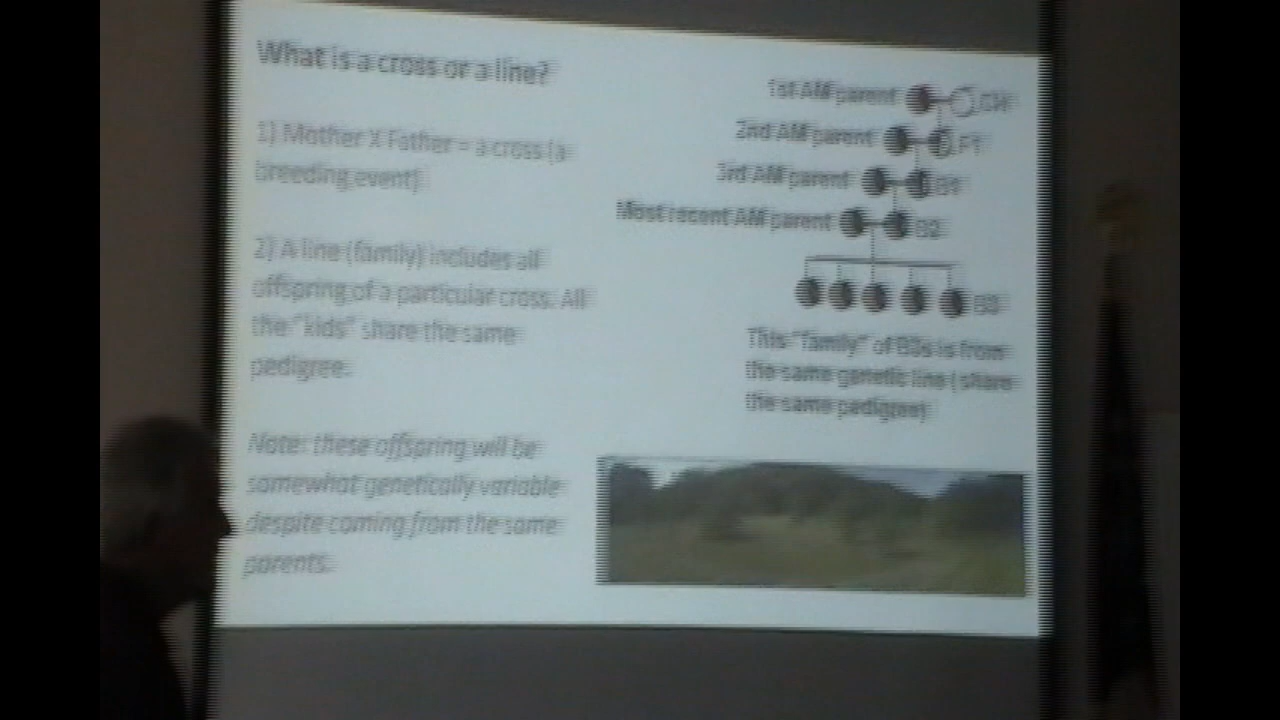 What is a cross or a line?
1) Mother X Father = a cross (a
breeding event)
2) A line (family) includes all
offspring of a particular cross. All
the "kids" share the same
pedigree.
Note: these offspring will be
somewhat genetically variable
despite coming from the same
parents.
1st AM parent CH
2nd AM parent F1
3rd AM parent B1
Most recent AM parent B2
B3
This "family" of B3s is from
the same genetic line (share
the same pedigree)